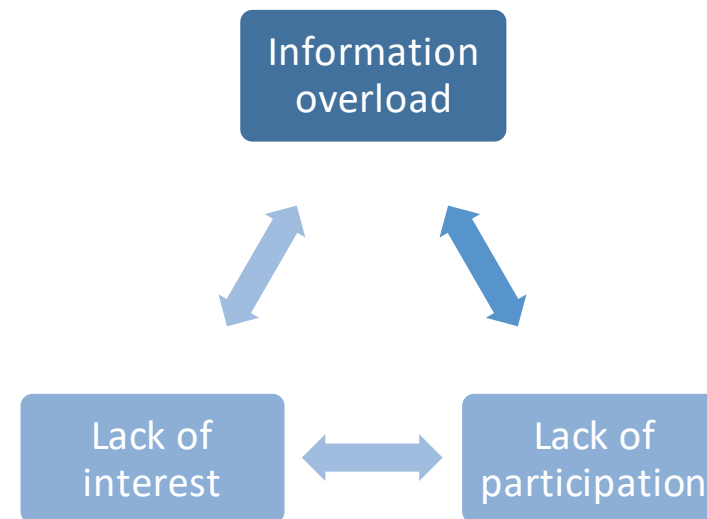 Information
overload
Lack of
interest
Lack of
participation